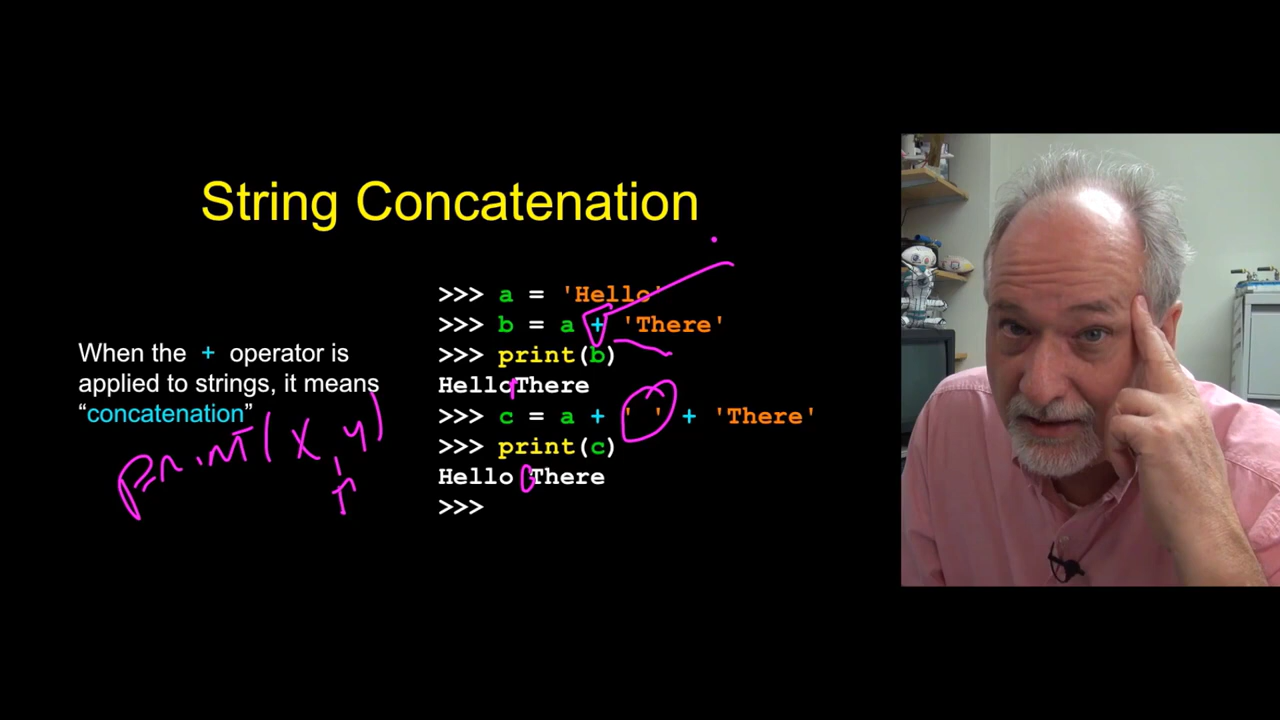 String Concatenation
When the + operator is
applied to strings, it means
“concatenation”
print(x,y)
>>> a = 'Hello'
>>> b = a + 'There'
>>> print(b)
HelloThere
>>> c = a + ' ' + 'There'
>>> print(c)
Hello There
>>>